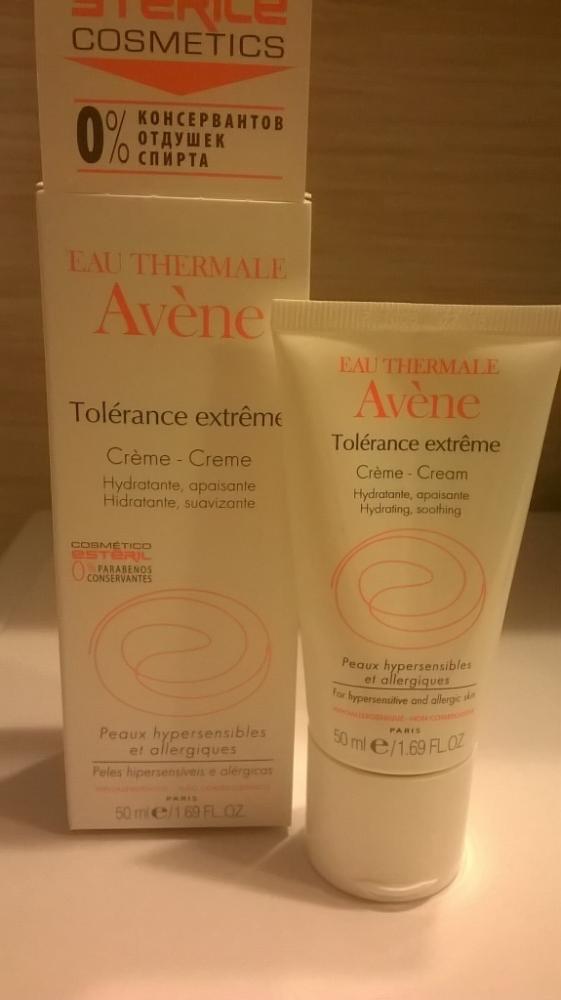 STERILE
COSMETICS
0% КОНСЕРВАНТОВ
ОТДУШЕК
СПИРТА
EAU THERMALE
Avène
Tolérance extrême
Crème - Creme
Hydratante, apaisante
Hidratante, suavizante
COSMÉTICO
ESTÉRIL
0% PARABENOS
CONSERVANTES
Peaux hypersensibles
et allergiques
Peles hipersensíveis e alérgicas
PARIS
50 ml e/1.69 FL.OZ.
EAU THERMALE
Avène
Tolérance extrême
Crème - Cream
Hydratante, apaisante
Hydrating, soothing
Peaux hypersensibles
et allergiques
For hypersensitive and allergic skin
PARIS
50 ml e/1.69 FL.OZ.